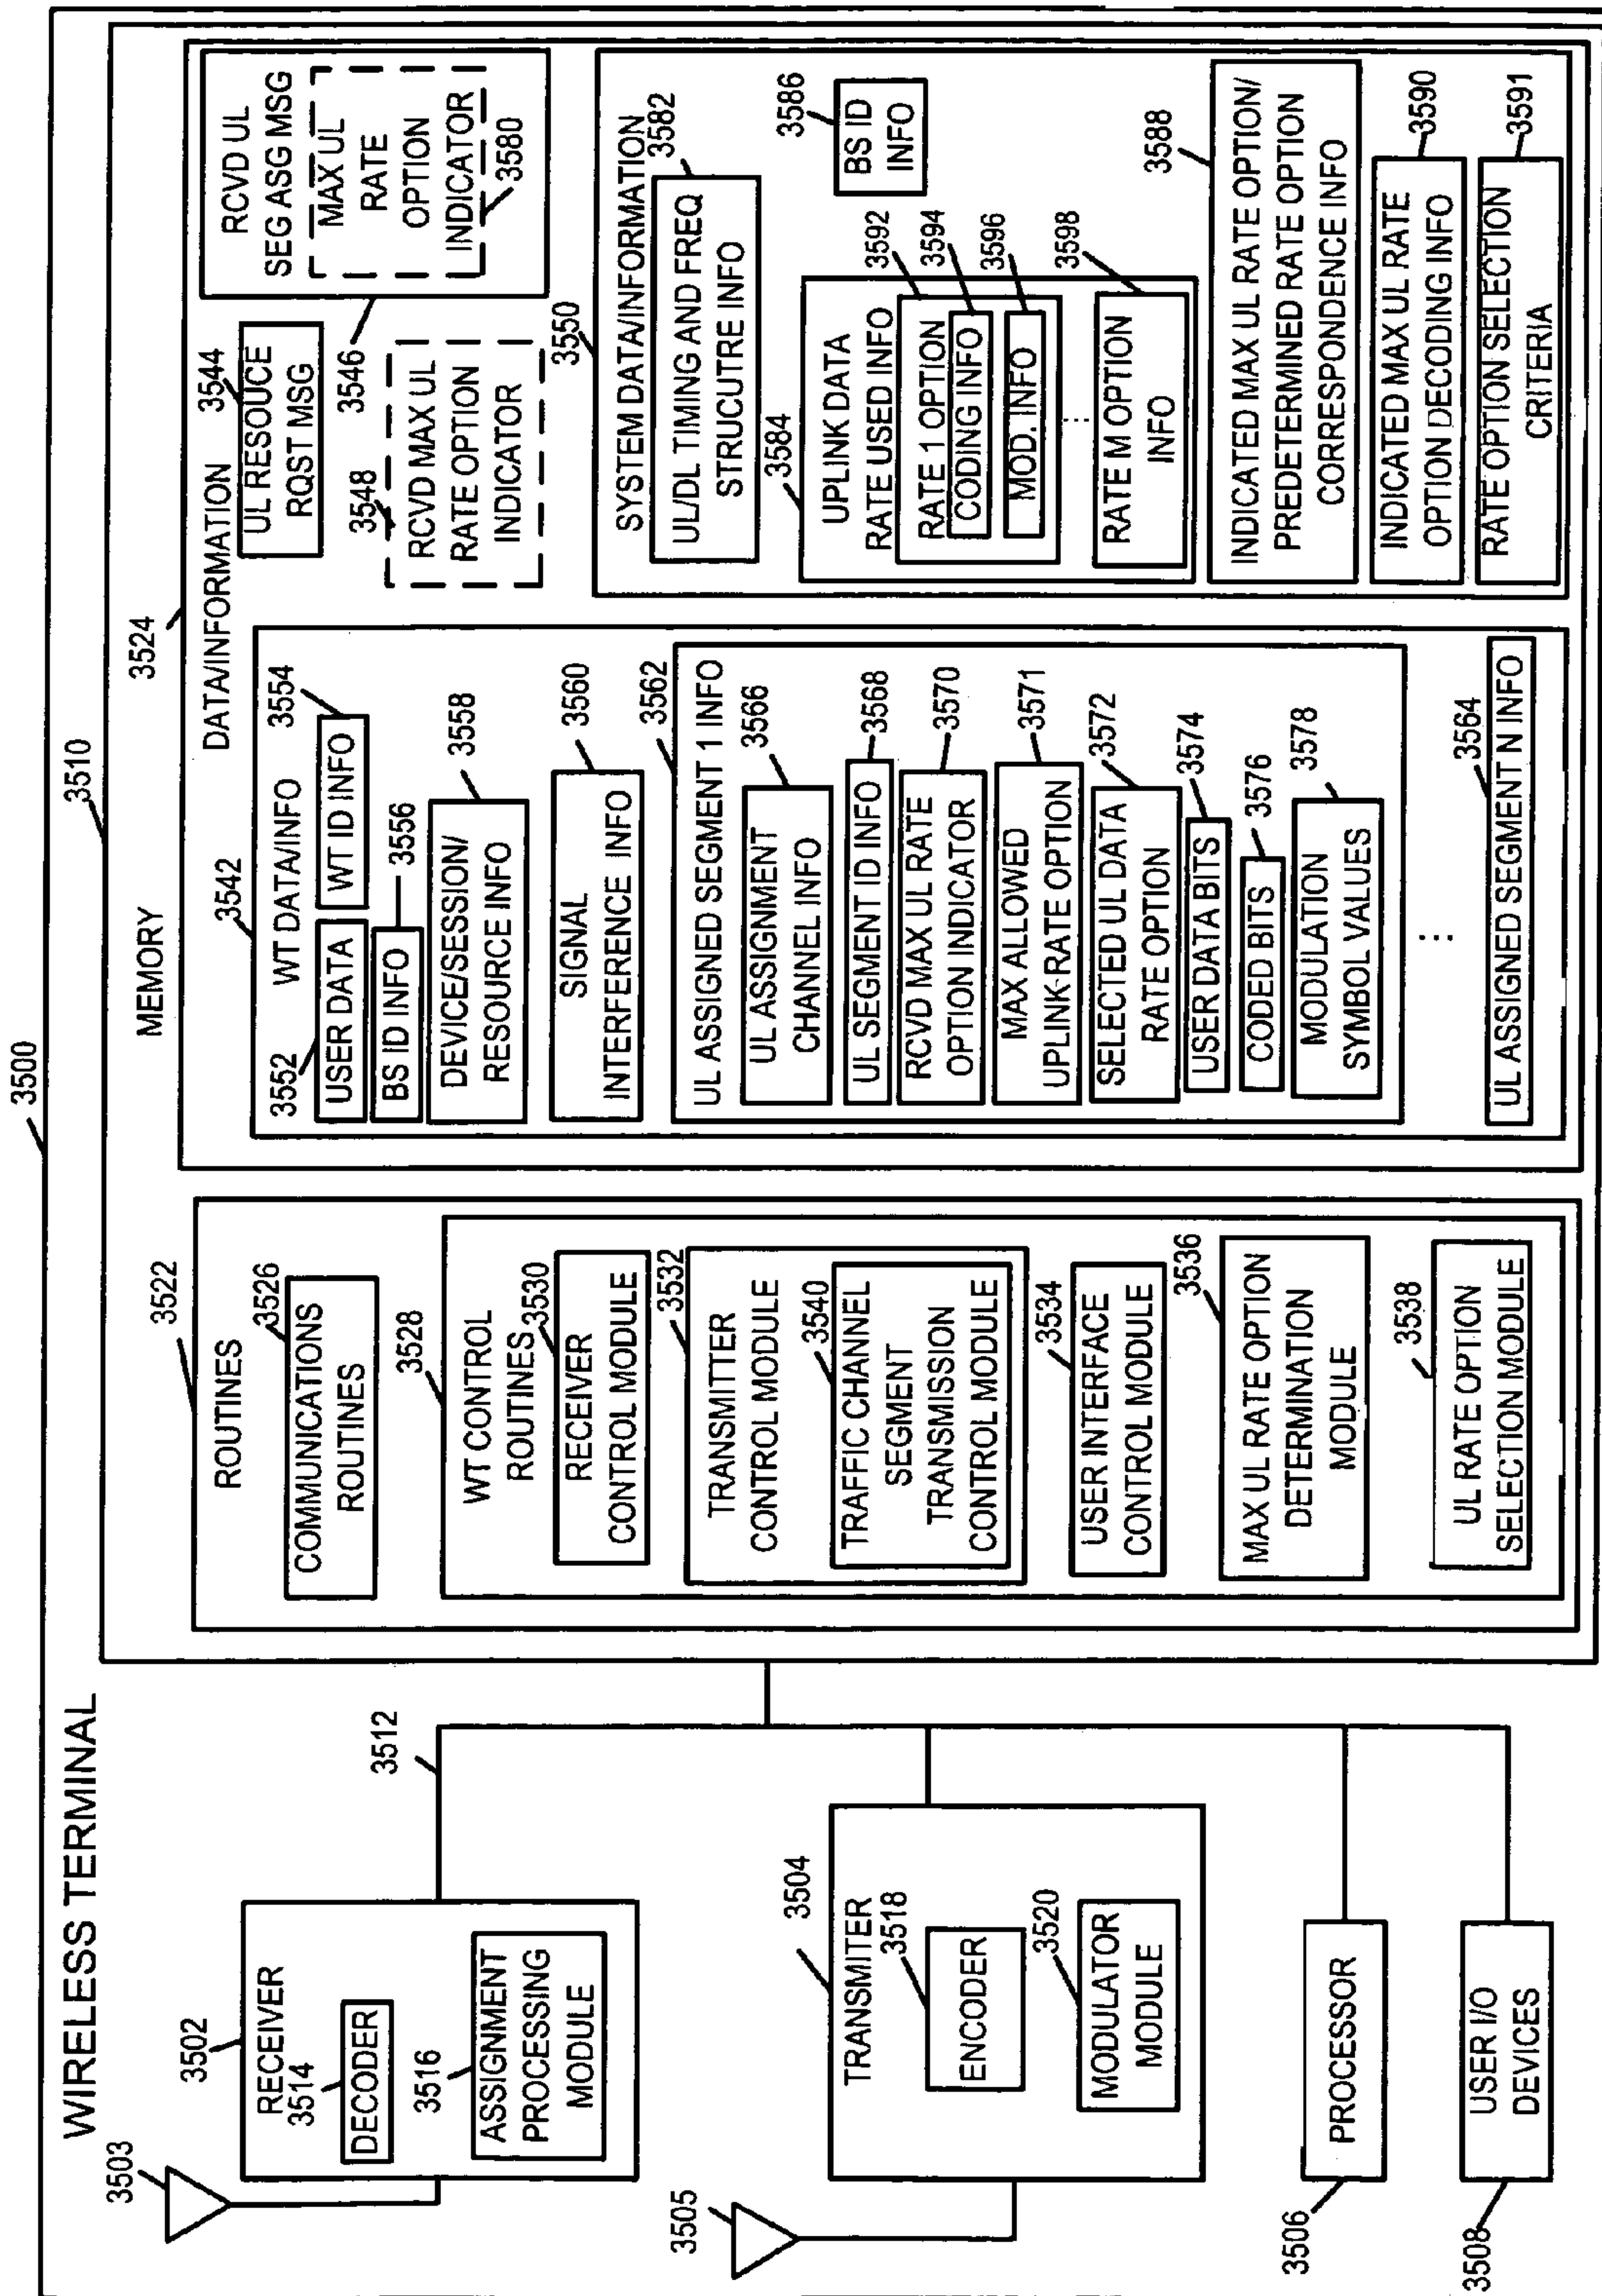 3500
WIRELESS TERMINAL
3503
3502
RECEIVER
3514
DECODER
3516
ASSIGNMENT
PROCESSING
MODULE
3512
3505
3504
TRANSMITER
3518
ENCODER
3520
MODULATOR
MODULE
3506
PROCESSOR
3508
USER I/O
DEVICES
3510
MEMORY
3522
ROUTINES
3526
COMMUNICATIONS
ROUTINES
3528
WT CONTROL
ROUTINES
3530
RECEIVER
CONTROL MODULE
3532
TRANSMITTER
CONTROL MODULE
3540
TRAFFIC CHANNEL
SEGMENT
TRANSMISSION
CONTROL MODULE
3534
USER INTERFACE
CONTROL MODULE
3536
MAX UL RATE OPTION
DETERMINATION
MODULE
3538
UL RATE OPTION
SELECTION MODULE
3524
DATA/INFORMATION
3542
WT DATA/INFO
3552
USER DATA
3554
WT ID INFO
BS ID INFO
3556
DEVICE/SESSION/
RESOURCE INFO
3558
SIGNAL
INTERFERENCE INFO
3560
3562
UL ASSIGNED SEGMENT 1 INFO
UL ASSIGNMENT
CHANNEL INFO
3566
UL SEGMENT ID INFO
3568
RCVD MAX UL RATE
OPTION INDICATOR
3570
MAX ALLOWED
UPLINK RATE OPTION
3571
SELECTED UL DATA
RATE OPTION
3572
USER DATA BITS
3574
CODED BITS
3576
MODULATION
SYMBOL VALUES
3578
...
UL ASSIGNED SEGMENT N INFO
3564
3544
UL RESOUCE
RQST MSG
3546
RCVD UL
SEG ASG MSG
MAX UL
RATE
OPTION
INDICATOR
3580
3548
RCVD MAX UL
RATE OPTION
INDICATOR
3550
SYSTEM DATA/INFORMATION
3582
UL/DL TIMING AND FREQ
STRUCUTRE INFO
3584
UPLINK DATA
RATE USED INFO
3592
RATE 1 OPTION
3594
CODING INFO
3596
MOD. INFO
...
3598
RATE M OPTION
INFO
3586
BS ID
INFO
3588
INDICATED MAX UL RATE OPTION/
PREDETERMINED RATE OPTION
CORRESPONDENCE INFO
INDICATED MAX UL RATE
OPTION DECODING INFO
3590
RATE OPTION SELECTION
CRITERIA
3591